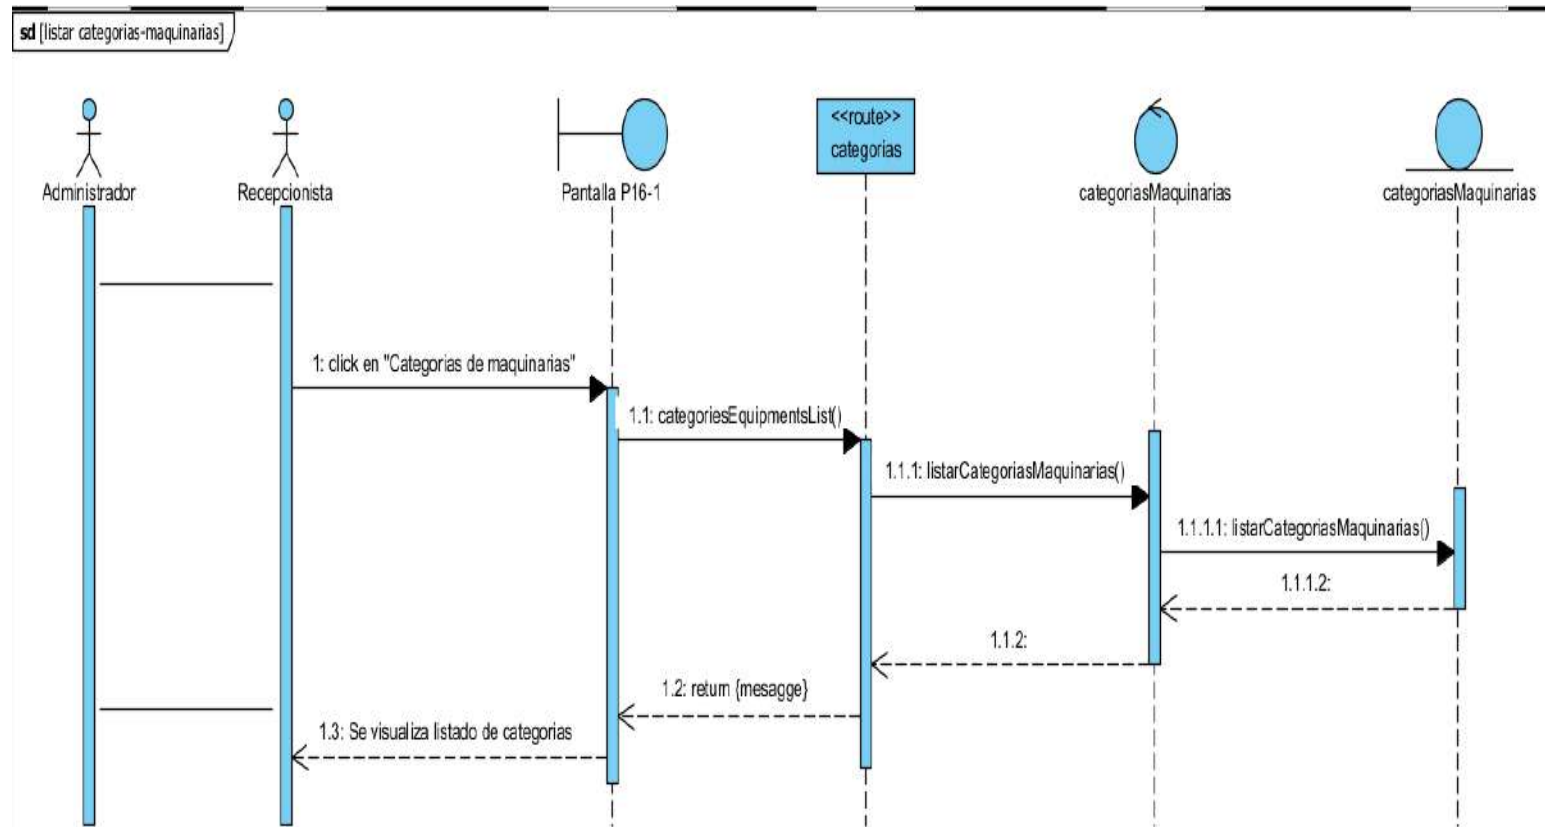 sd [listar categorias-maquinarias]
<<route>>
categorias
Administrador
Recepcionista
Pantalla P16-1
categoriasMaquinarias
categoriasMaquinarias
1: click en "Categorias de maquinarias"
1.1: categoriesEquipmentsList()
1.1.1: listarCategoriasMaquinarias()
1.1.1.1: listarCategoriasMaquinarias()
1.1.1.2:
1.1.2:
1.2: return {mesagge}
1.3: Se visualiza listado de categorias